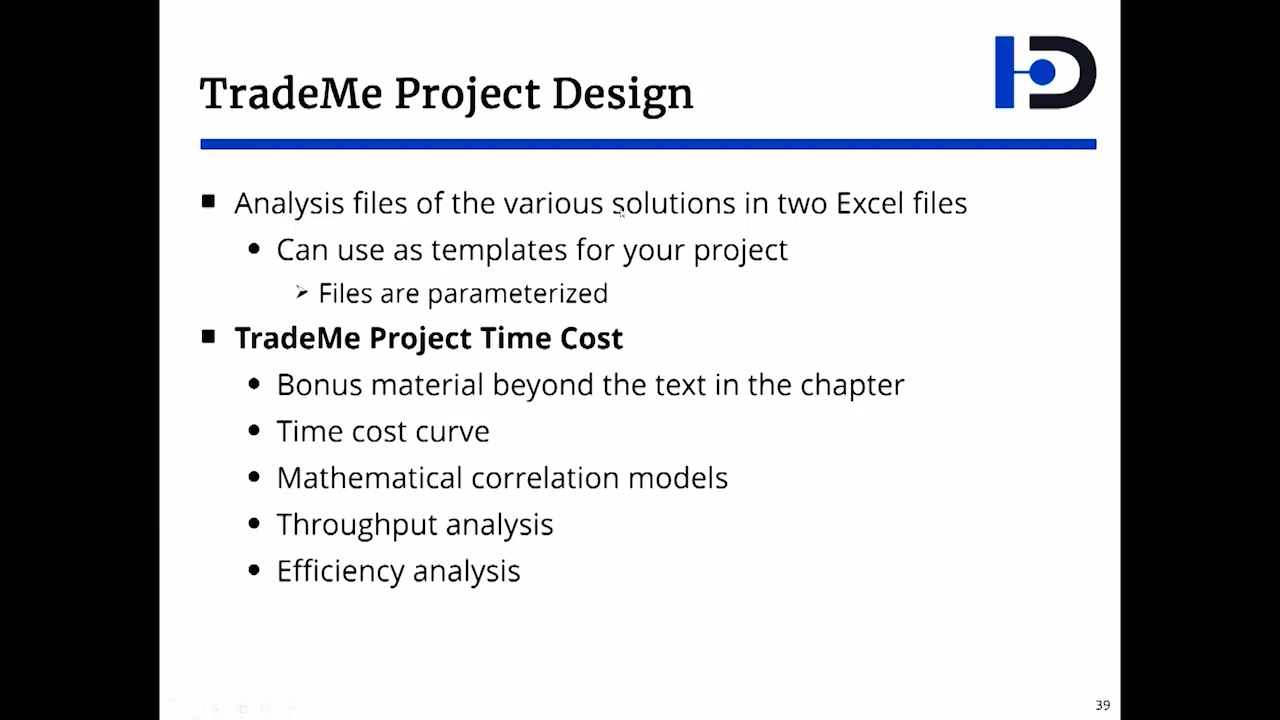 TradeMe Project Design
Analysis files of the various solutions in two Excel files
Can use as templates for your project
Files are parameterized
TradeMe Project Time Cost
Bonus material beyond the text in the chapter
Time cost curve
Mathematical correlation models
Throughput analysis
Efficiency analysis
39